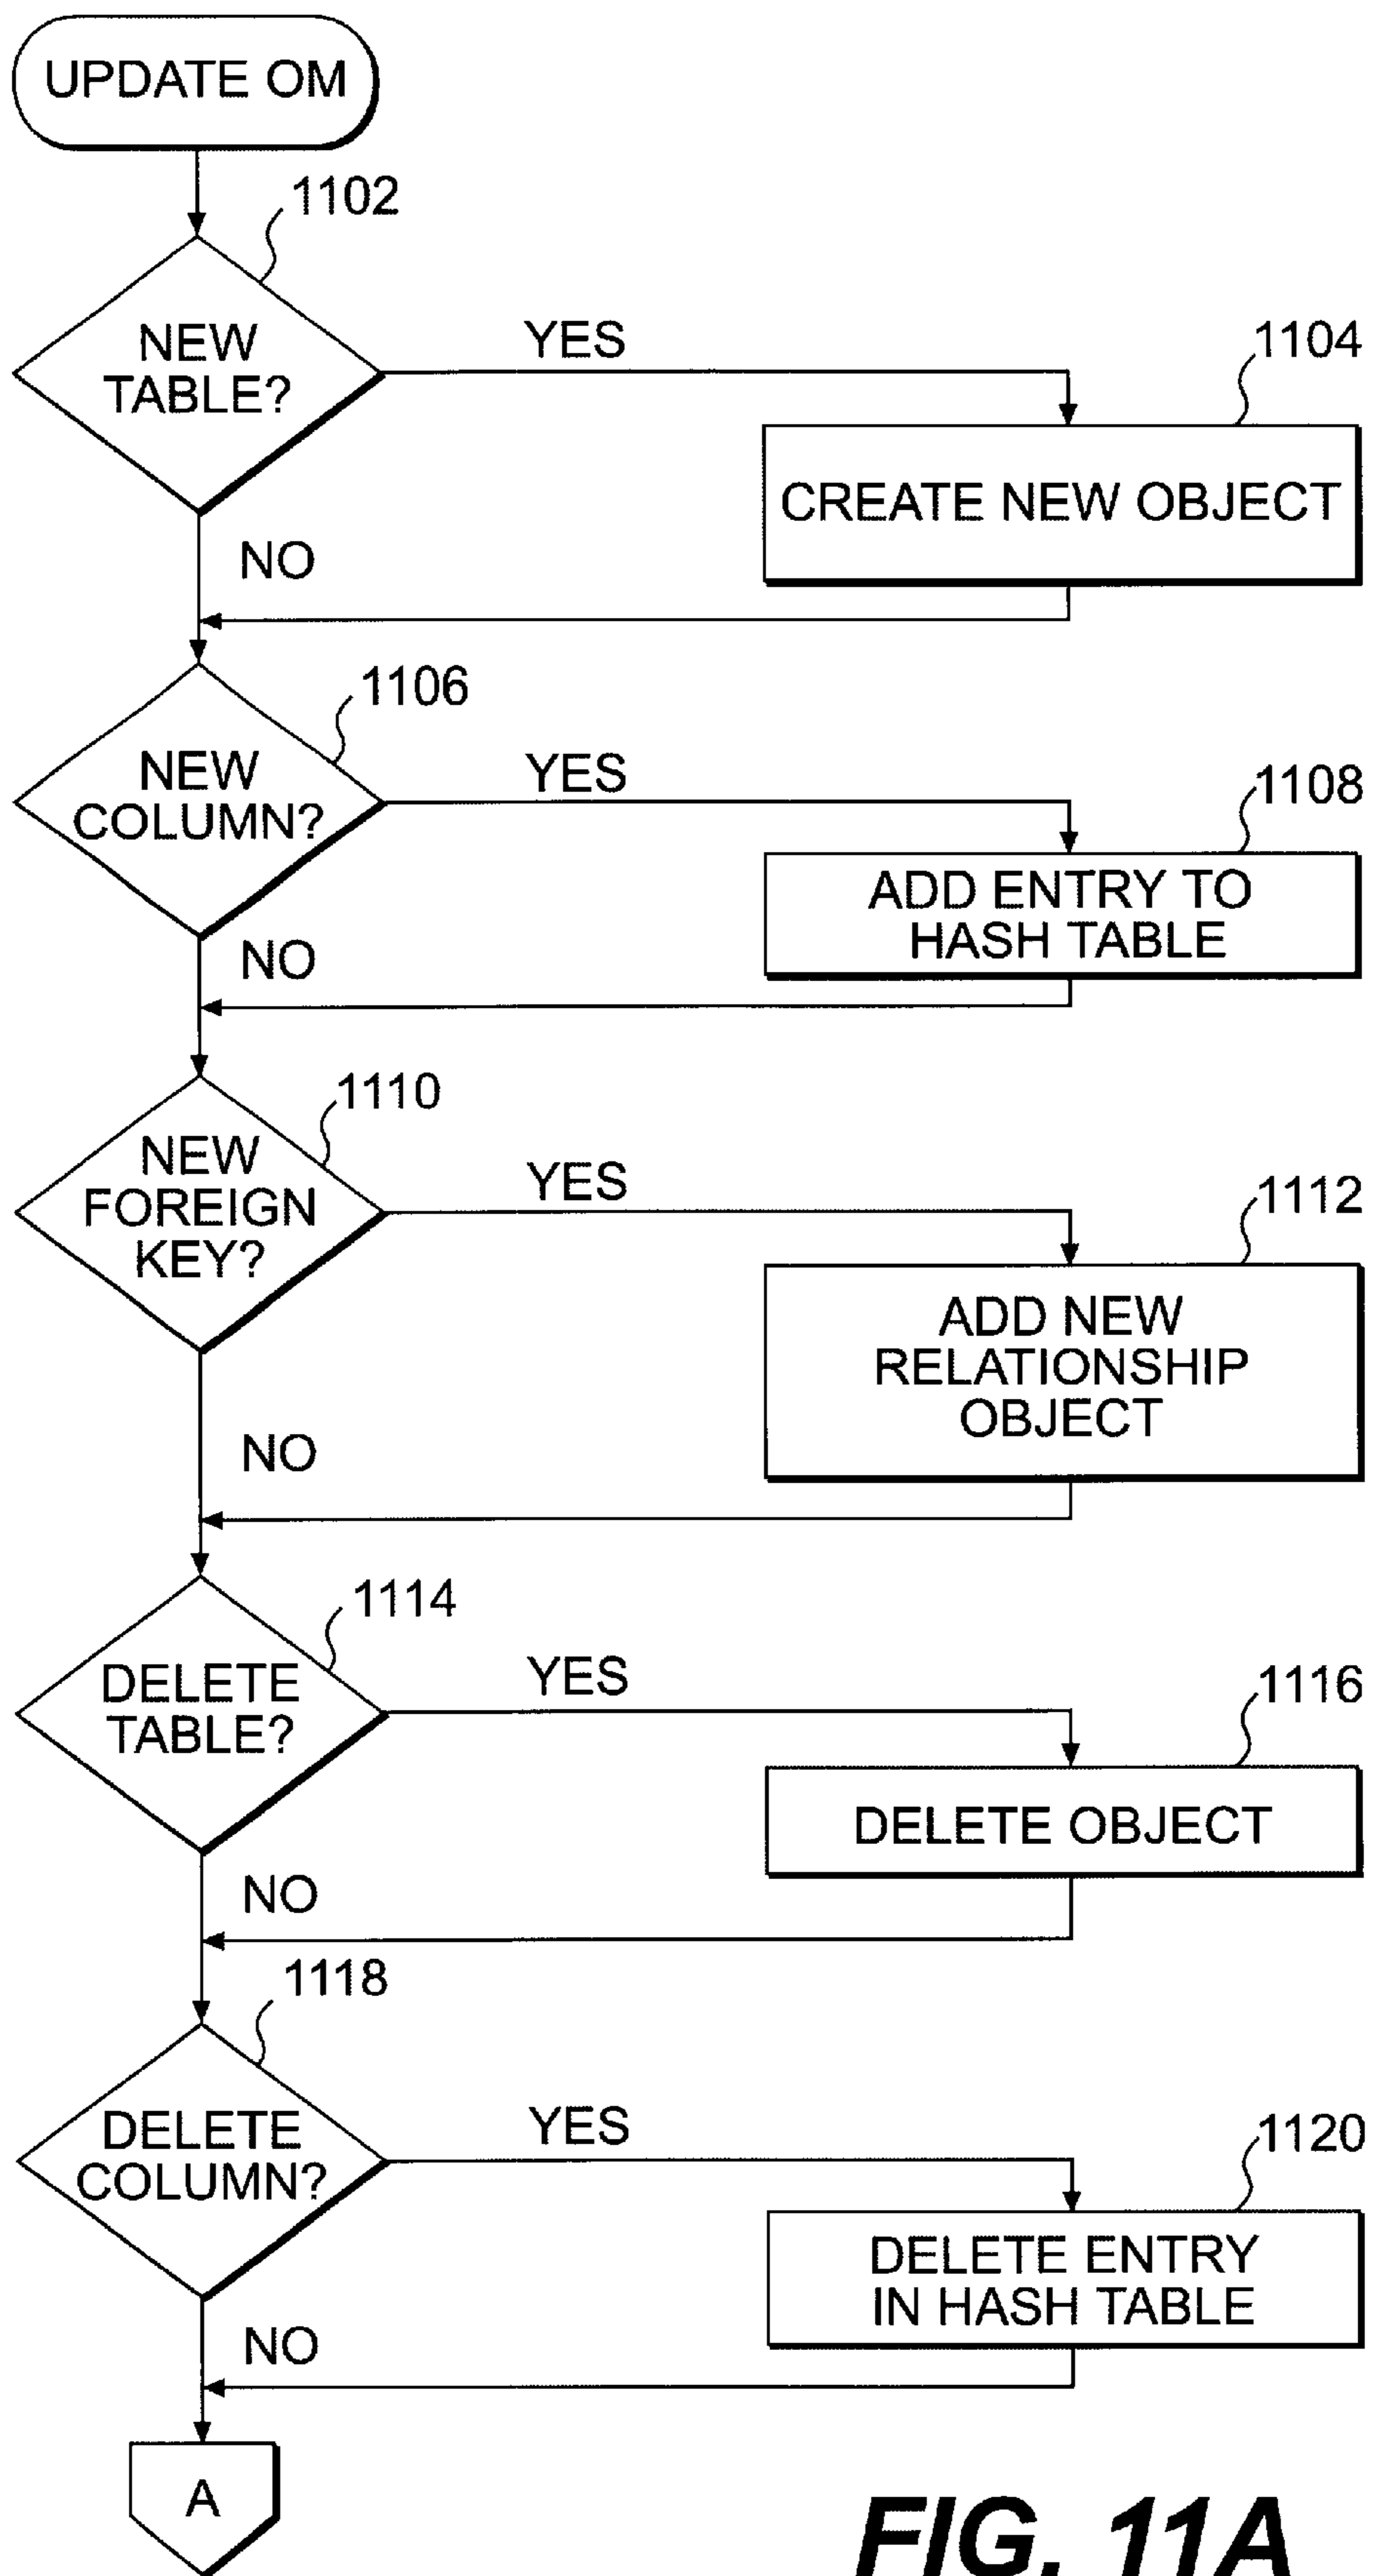 UPDATE OM
1102
NEW
TABLE?
YES
1104
CREATE NEW OBJECT
NO
1106
NEW
COLUMN?
YES
1108
ADD ENTRY TO
HASH TABLE
NO
1110
NEW
FOREIGN
KEY?
YES
1112
ADD NEW
RELATIONSHIP
OBJECT
NO
1114
DELETE
TABLE?
YES
1116
DELETE OBJECT
NO
1118
DELETE
COLUMN?
YES
1120
DELETE ENTRY
IN HASH TABLE
NO
A
FIG. 11A